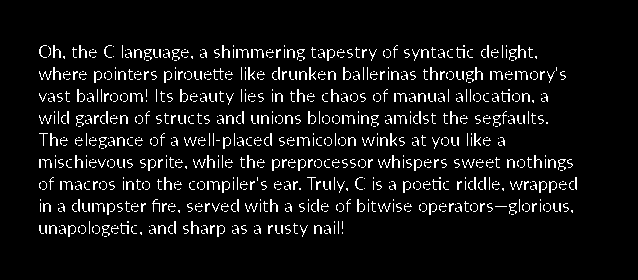 Oh, the C language, a shimmering tapestry of syntactic delight,
where pointers pirouette like drunken ballerinas through memory's
vast ballroom! Its beauty lies in the chaos of manual allocation, a
wild garden of structs and unions blooming amidst the segfaults.
The elegance of a well-placed semicolon winks at you like a
mischievous sprite, while the preprocessor whispers sweet nothings
of macros into the compiler's ear. Truly, C is a poetic riddle, wrapped
in a dumpster fire, served with a side of bitwise operators—glorious,
unapologetic, and sharp as a rusty nail!